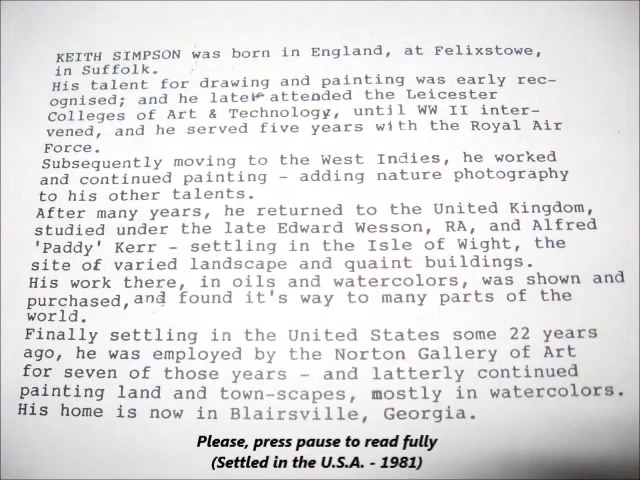 KEITH SIMPSON was born in England, at Felixstowe,
in Suffolk.
His talent for drawing and painting was early rec-
ognised; and he later attended the Leicester
Colleges of Art & Technology, until WW II inter-
vened, and he served five years with the Royal Air
Force.
Subsequently moving to the West Indies, he worked
and continued painting - adding nature photography
to his other talents.
After many years, he returned to the United Kingdom,
studied under the late Edward Wesson, RA, and Alfred
'Paddy' Kerr - settling in the Isle of Wight, the
site of varied landscape and quaint buildings.
His work there, in oils and watercolors, was shown and
purchased, and found it's way to many parts of the
world.
Finally settling in the United States some 22 years
ago, he was employed by the Norton Gallery of Art
for seven of those years - and latterly continued
painting land and town-scapes, mostly in watercolors.
His home is now in Blairsville, Georgia.
Please, press pause to read fully
(Settled in the U.S.A. - 1981)